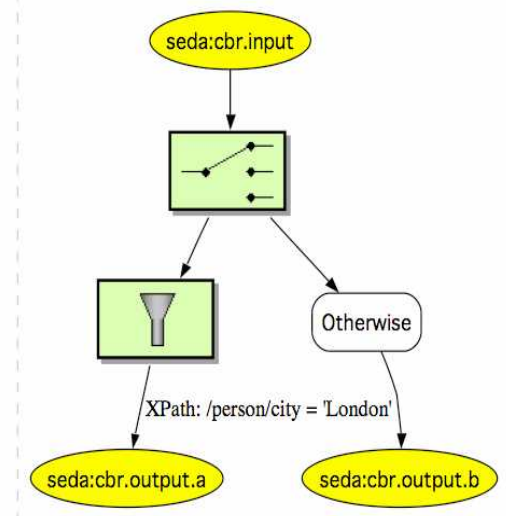 seda:cbr.input
Otherwise
XPath: /person/city = 'London'
seda:cbr.output.a
seda:cbr.output.b